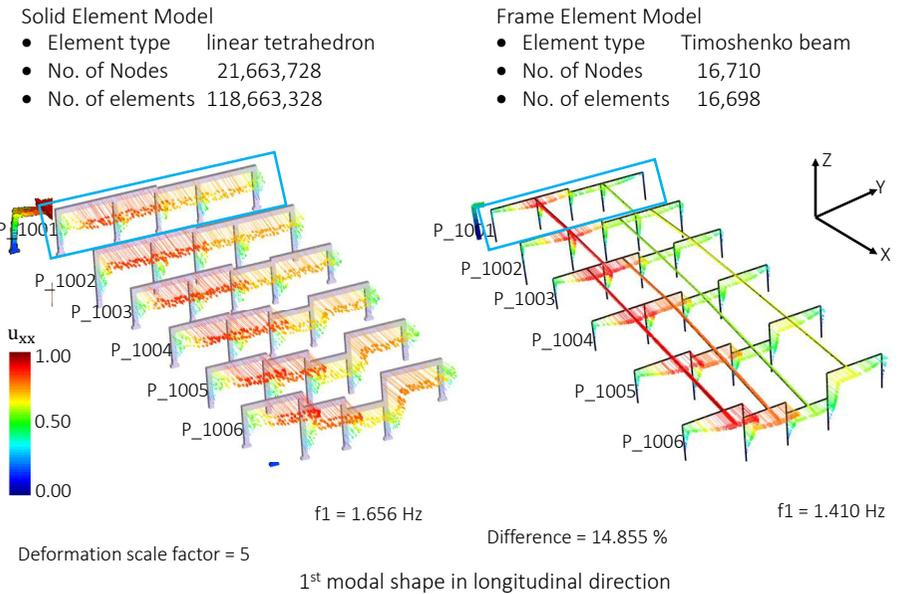 Solid Element Model
• Element type linear tetrahedron
• No. of Nodes 21,663,728
• No. of elements 118,663,328
Frame Element Model
• Element type Timoshenko beam
• No. of Nodes 16,710
• No. of elements 16,698
P_1001
P_1002
P_1003
P_1004
P_1005
P_1006
uxx
1.00
0.50
0.00
f1 = 1.656 Hz
Deformation scale factor = 5
P_1001
P_1002
P_1003
P_1004
P_1005
P_1006
Z
Y
X
f1 = 1.410 Hz
Difference = 14.855 %
1st modal shape in longitudinal direction